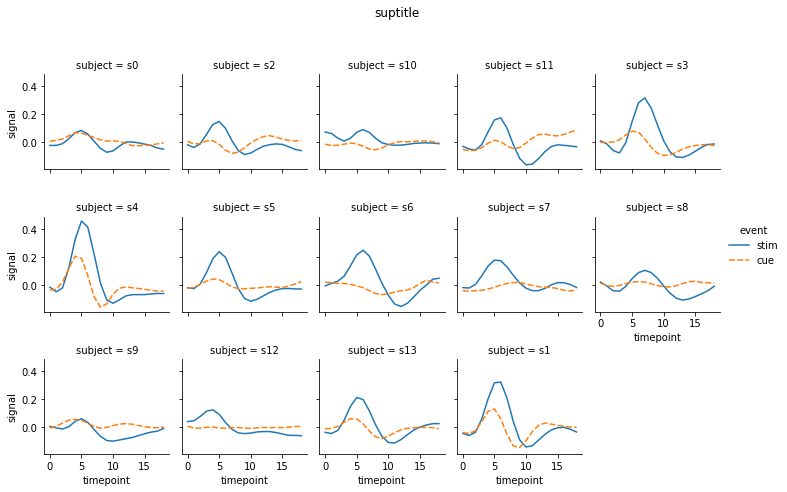 suptitle
subject = s0 subject = s2 subject = s10 subject = s11 subject = s3
signal
0.4
0.2
0.0
subject = s4 subject = s5 subject = s6 subject = s7 subject = s8
signal
0.4
0.2
0.0
event
stim
cue
0 5 10 15
timepoint
subject = s9 subject = s12 subject = s13 subject = s1
signal
0.4
0.2
0.0
0 5 10 15 0 5 10 15 0 5 10 15 0 5 10 15
timepoint timepoint timepoint timepoint